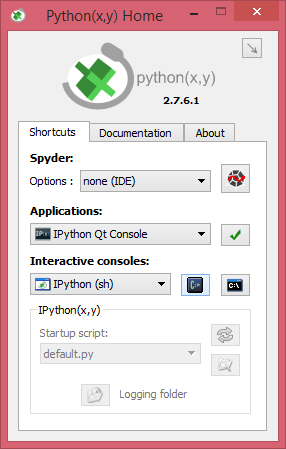 Python(x,y) Home
python(x,y)
2.7.6.1
Shortcuts Documentation About
Spyder:
Options : none (IDE)
Applications:
IPython Qt Console
Interactive consoles:
IPython (sh)
IPython(x,y)
Startup script:
default.py
Logging folder